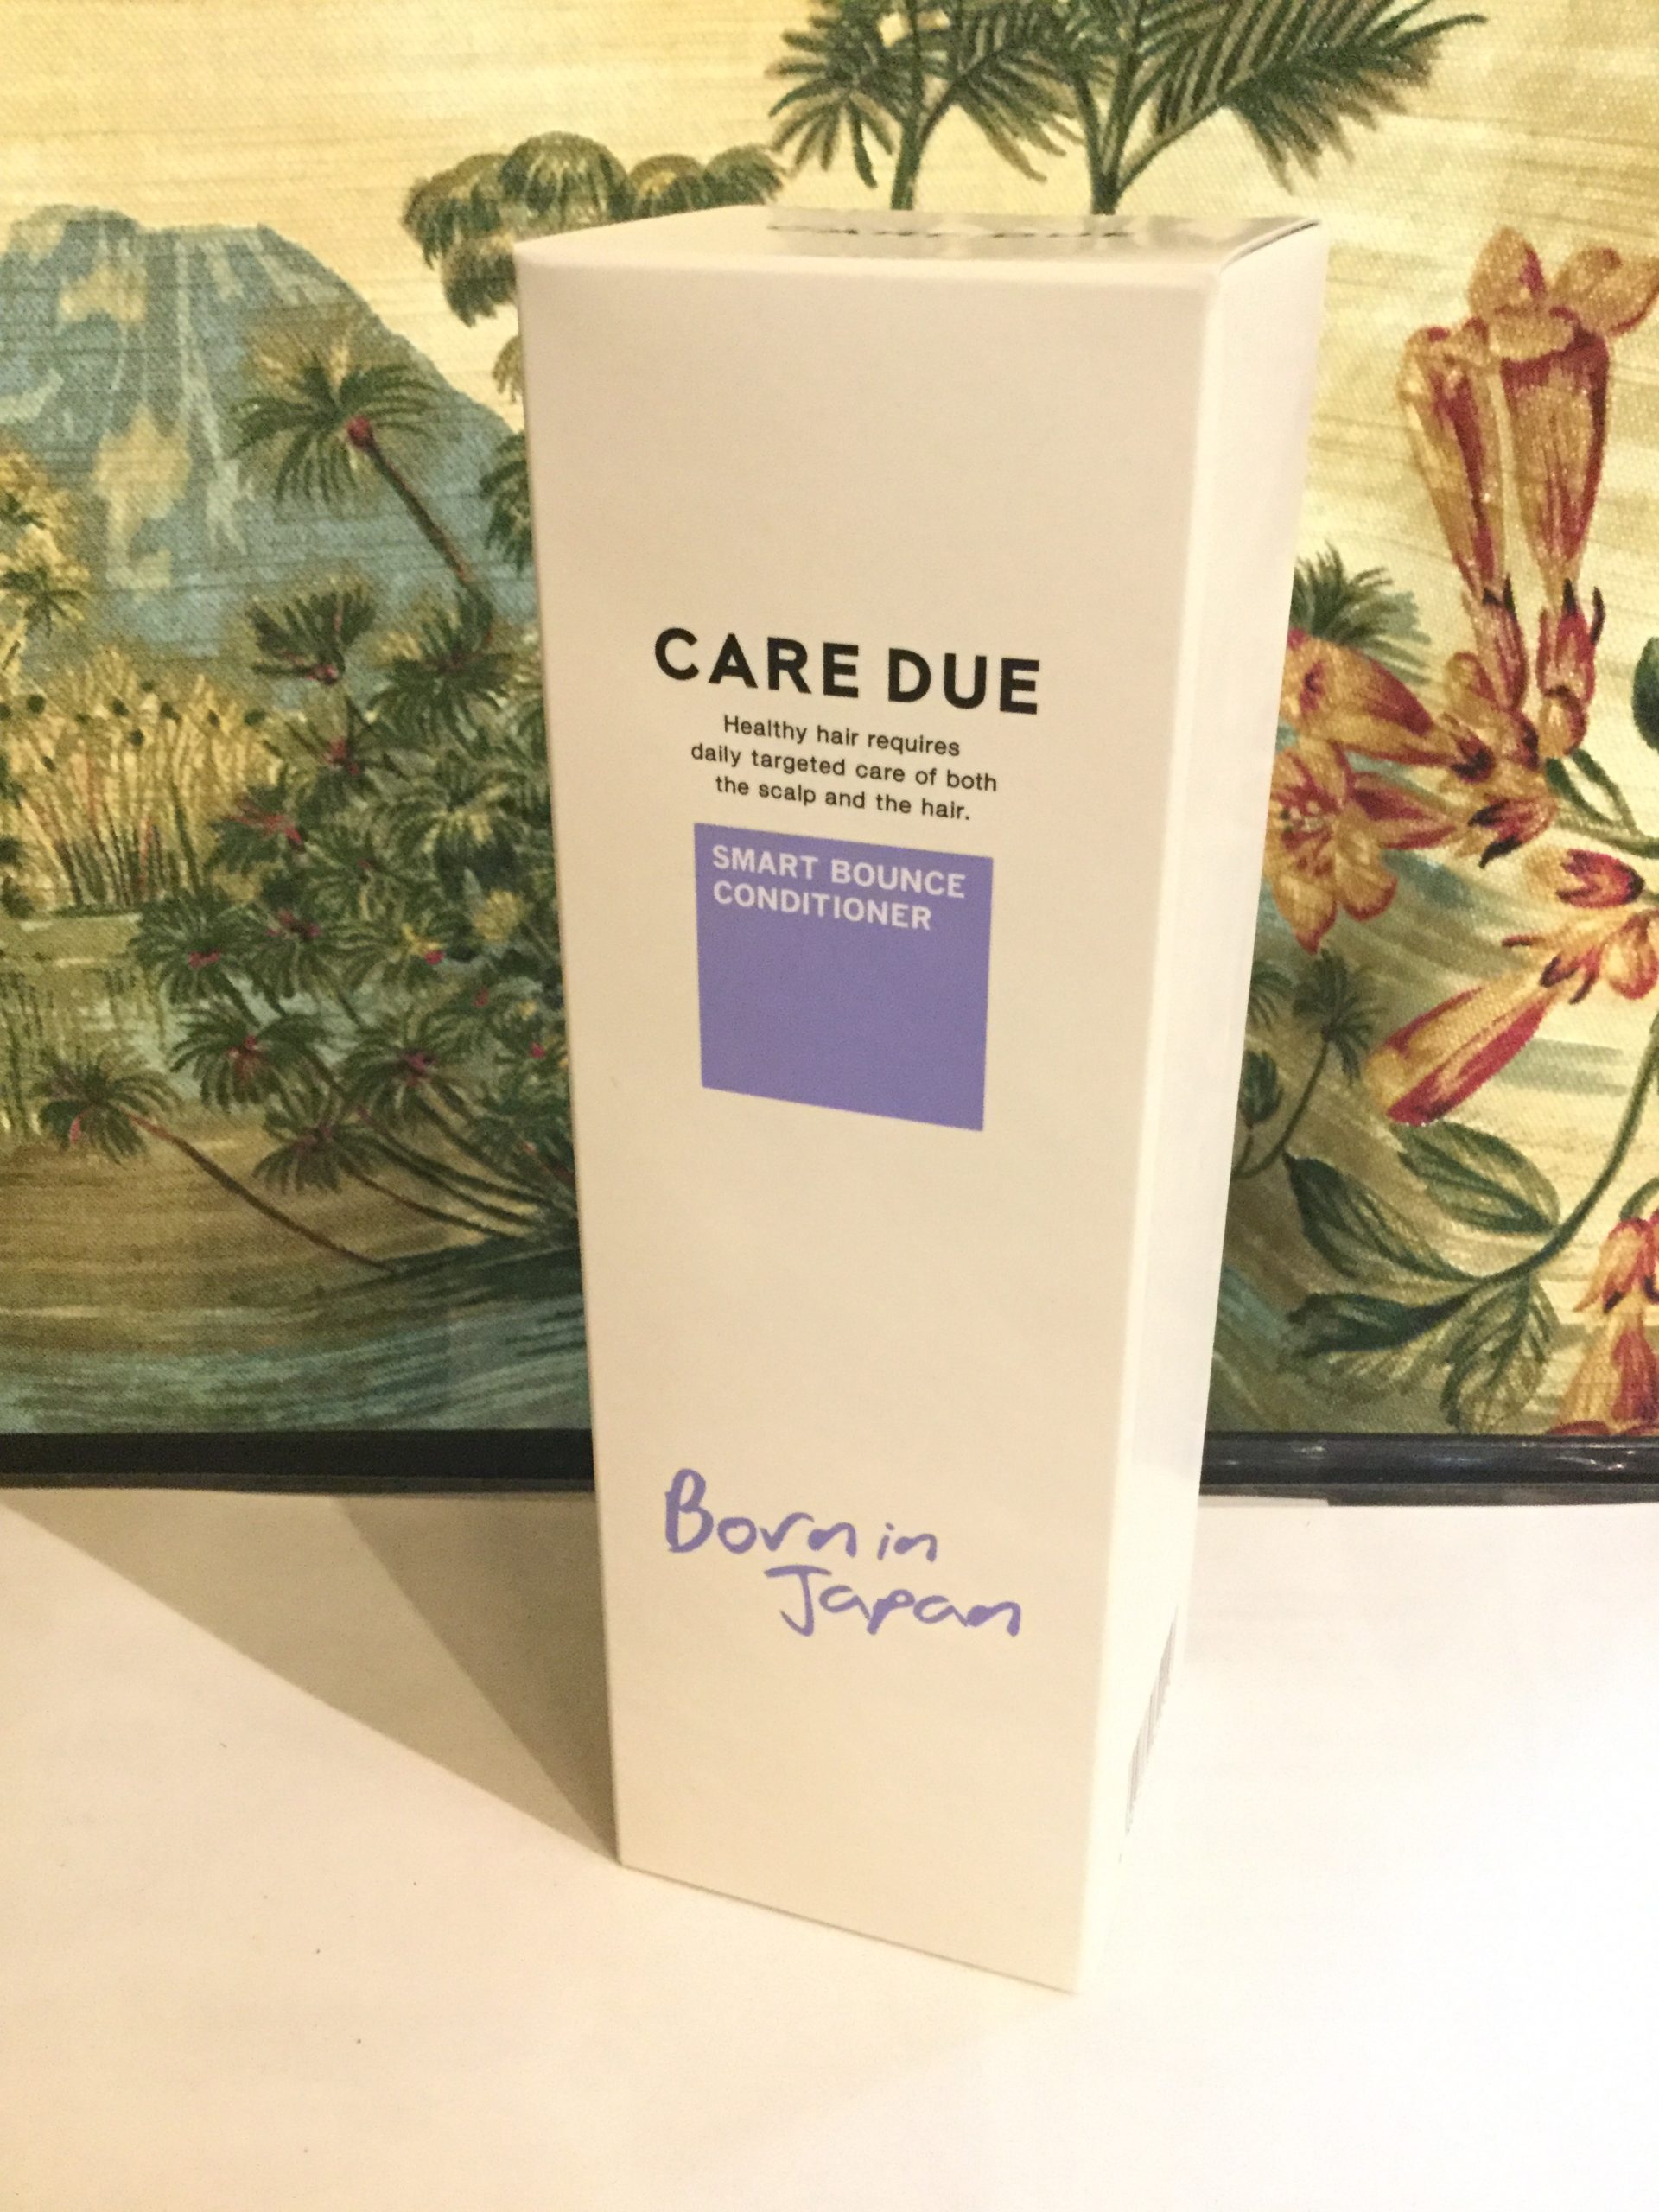 CARE DUE
Healthy hair requires
daily targeted care of both
the scalp and the hair.
SMART BOUNCE
CONDITIONER
Born in
Japan